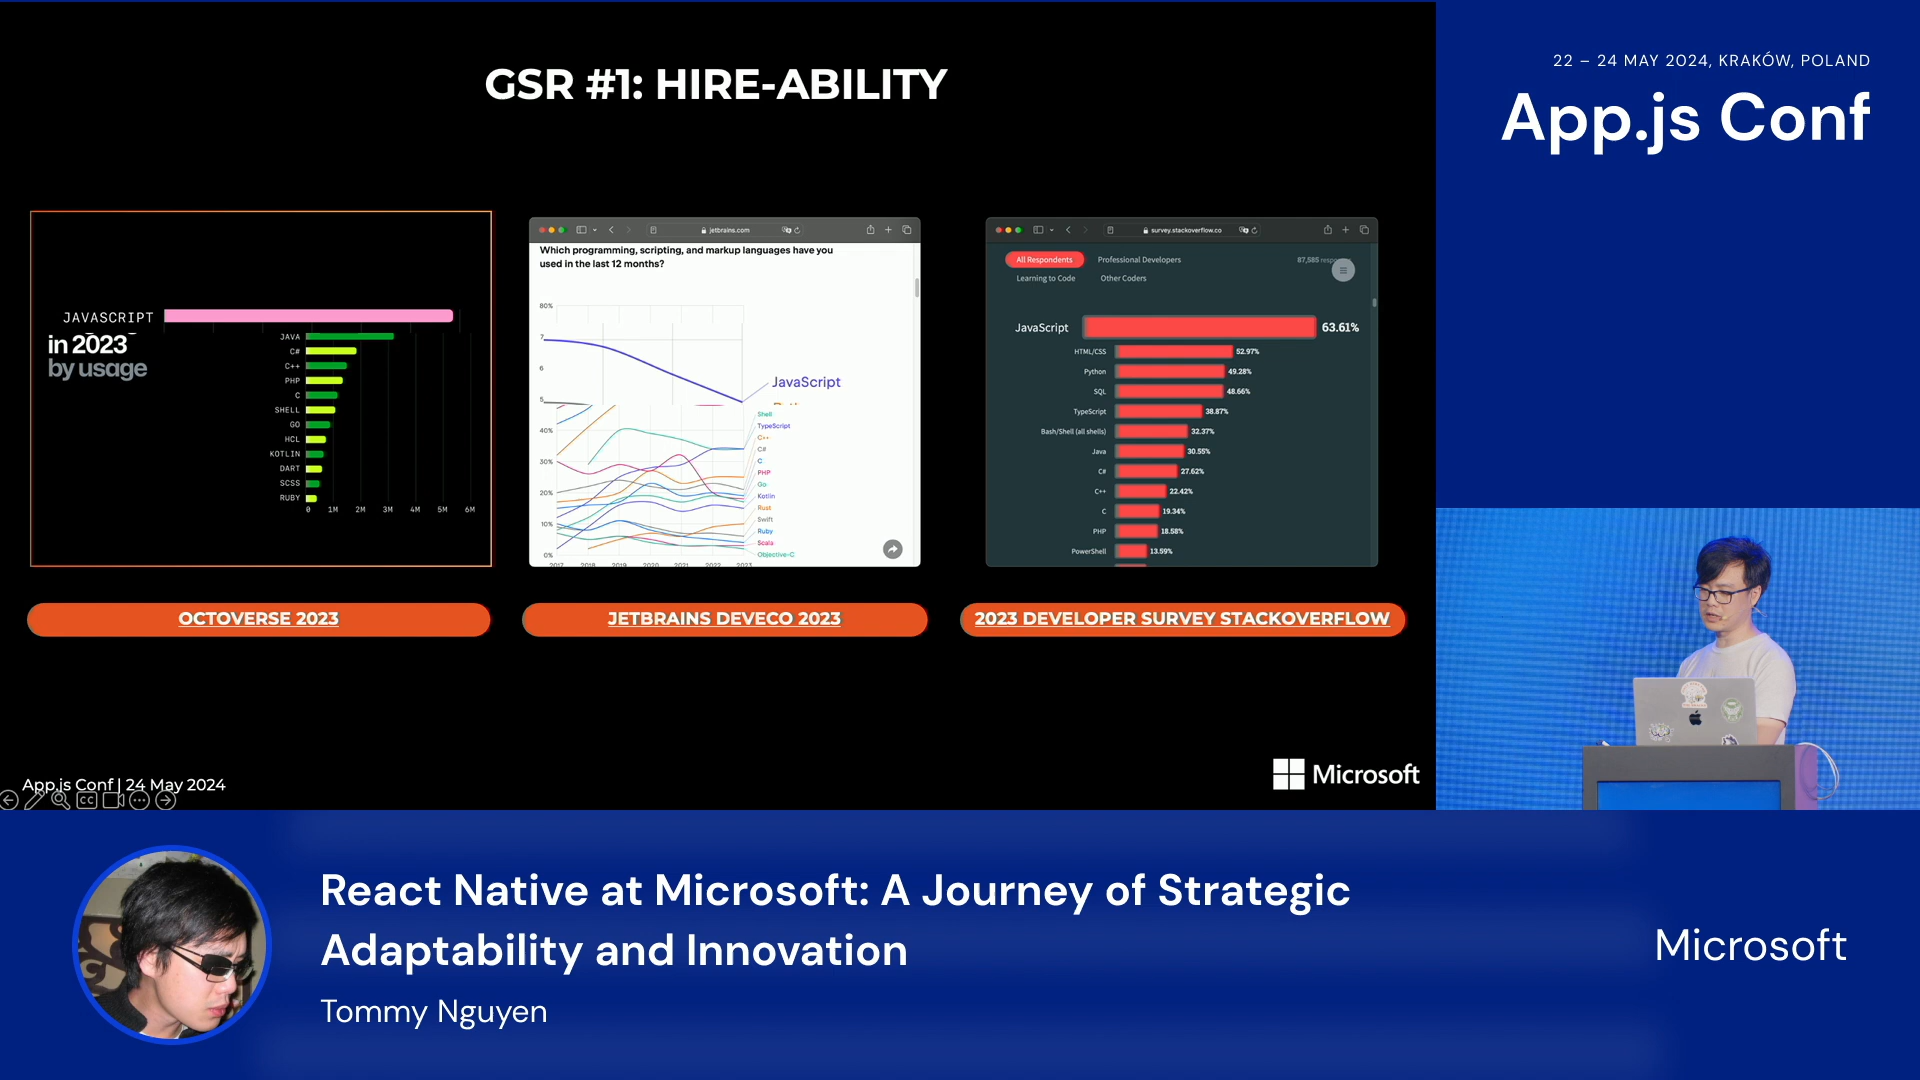 GSR #1: HIRE-ABILITY
22 – 24 MAY 2024, KRAKÓW, POLAND
App.js Conf
JAVASCRIPT
in 2023
by usage
JAVA
C#
C++
PHP
C
SHELL
GO
HCL
KOTLIN
DART
SCSS
RUBY
0 1M 2M 3M 4M 5M 6M
OCTOVERSE 2023
jetbrains.com
Which programming, scripting, and markup languages have you
used in the last 12 months?
80%
7
6
5
40%
30%
20%
10%
0%
2017 2018 2019 2020 2021 2022 2023
JavaScript
Shell
TypeScript
C++
C#
C
PHP
Go
Kotlin
Rust
Swift
Ruby
Scala
Objective-C
JETBRAINS DEVECO 2023
survey.stackoverflow.co
All Respondents Professional Developers 87,585
Learning to Code Other Coders
JavaScript 63.61%
HTML/CSS 52.97%
Python 49.28%
SQL 48.66%
TypeScript 38.87%
Bash/Shell (all shells) 32.37%
Java 30.55%
C# 27.62%
C++ 22.42%
C 19.34%
PHP 18.58%
PowerShell 13.59%
2023 DEVELOPER SURVEY STACKOVERFLOW
App.js Conf | 24 May 2024
CC
Microsoft
React Native at Microsoft: A Journey of Strategic
Adaptability and Innovation
Tommy Nguyen
Microsoft